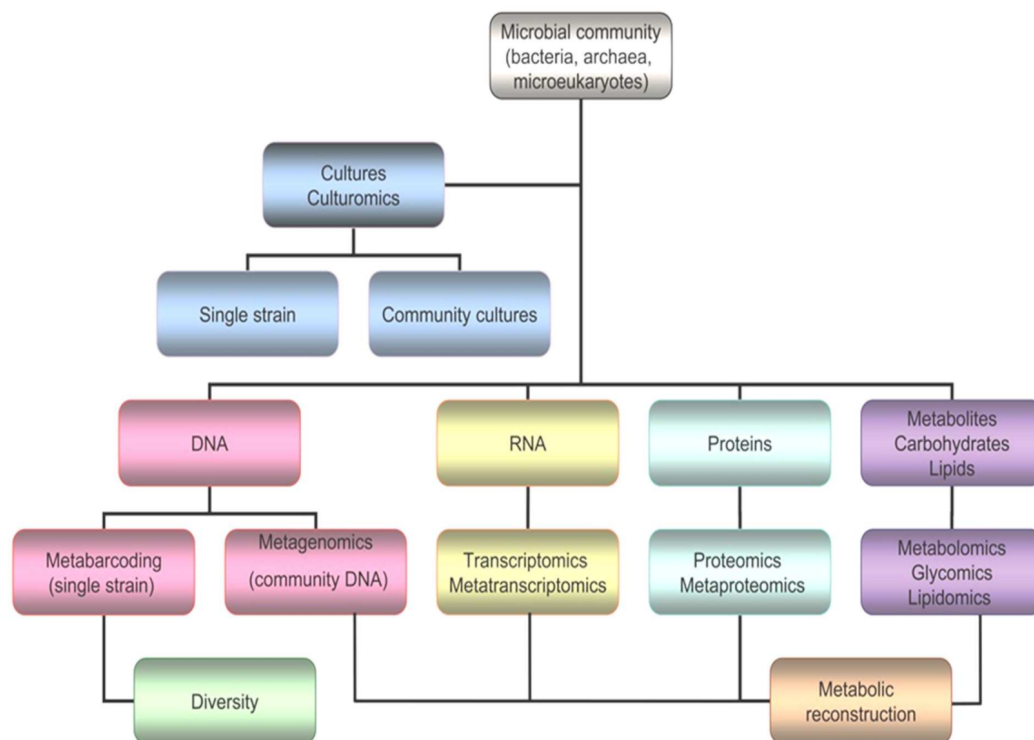 Microbial community
(bacteria, archaea,
microeukaryotes)
Cultures
Culturomics
Single strain
Community cultures
DNA
RNA
Proteins
Metabolites
Carbohydrates
Lipids
Metabarcoding
(single strain)
Metagenomics
(community DNA)
Transcriptomics
Metatranscriptomics
Proteomics
Metaproteomics
Metabolomics
Glycomics
Lipidomics
Diversity
Metabolic
reconstruction